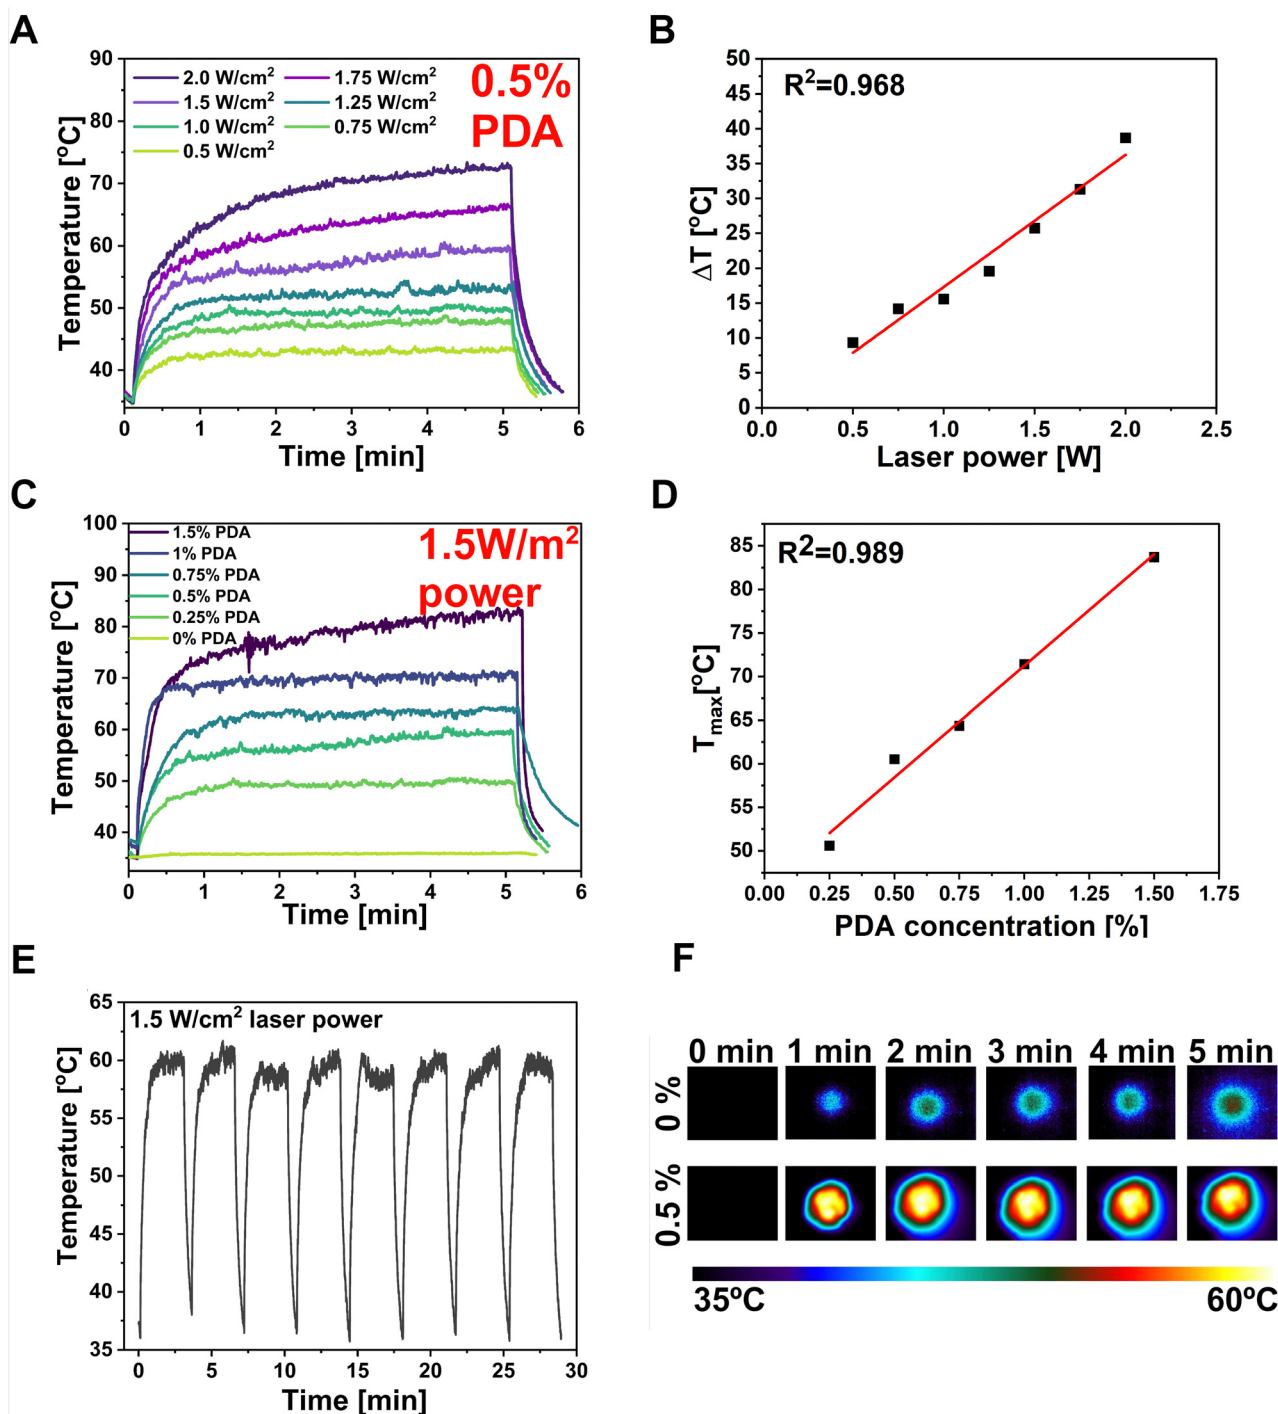 A
90
80
70
60
50
40
Temperature [ºC]
2.0 W/cm²
1.75 W/cm²
1.5 W/cm²
1.25 W/cm²
1.0 W/cm²
0.75 W/cm²
0.5 W/cm²
0.5%
PDA
0 1 2 3 4 5 6
Time [min]
B
50
45
40
35
30
25
20
15
10
5
0
ΔT [ºC]
R²=0.968
0.0 0.5 1.0 1.5 2.0 2.5
Laser power [W]
C
100
90
80
70
60
50
40
Temperature [ºC]
1.5% PDA
1% PDA
0.75% PDA
0.5% PDA
0.25% PDA
0% PDA
1.5W/m²
power
0 1 2 3 4 5 6
Time [min]
D
85
80
75
70
65
60
55
50
Tmax[ºC]
R²=0.989
0.00 0.25 0.50 0.75 1.00 1.25 1.50 1.75
PDA concentration [%]
E
65
60
55
50
45
40
35
Temperature [ºC]
1.5 W/cm² laser power
0 5 10 15 20 25 30
Time [min]
F
0 min 1 min 2 min 3 min 4 min 5 min
0 %
0.5 %
35ºC 60ºC